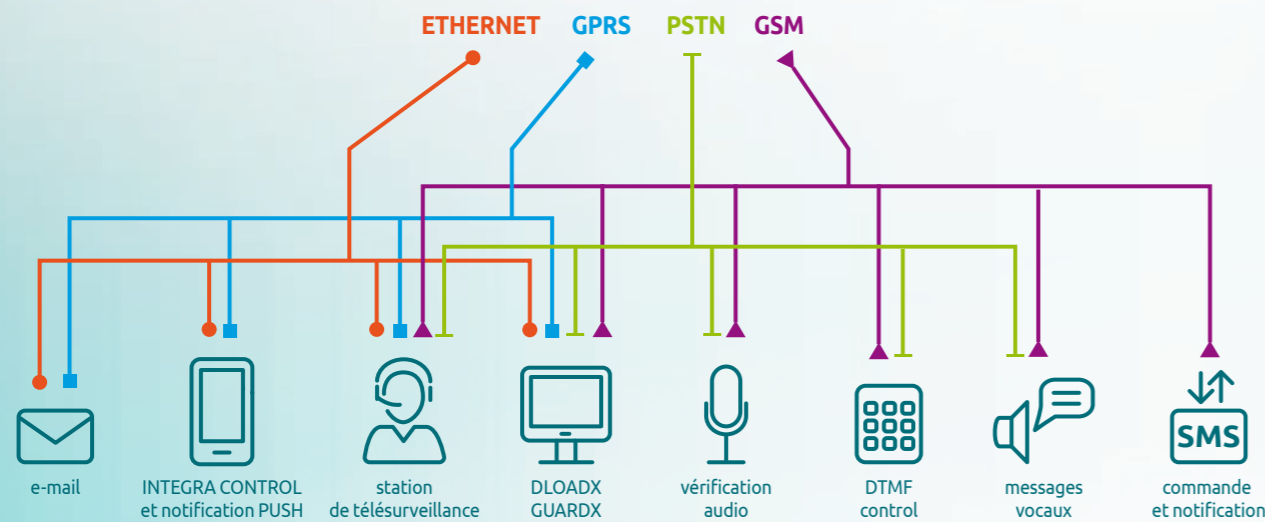 ETHERNET GPRS PSTN GSM
SMS
e-mail
INTEGRA CONTROL
et notification PUSH
station
de télésurveillance
DLOADX
GUARDX
vérification
audio
DTMF
control
messages
vocaux
commande
et notification